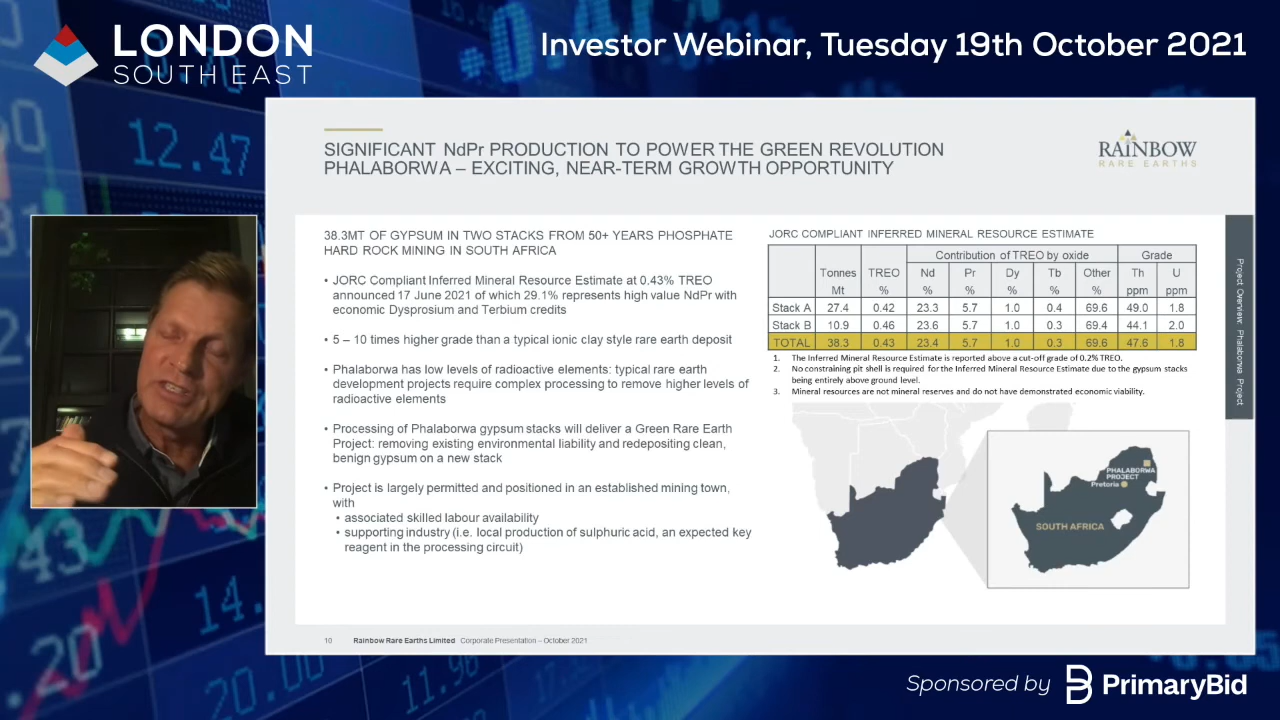 LONDON
SOUTH EAST
Investor Webinar, Tuesday 19th October 2021
12.47
SIGNIFICANT NdPr PRODUCTION TO POWER THE GREEN REVOLUTION
PHALABORWA – EXCITING, NEAR-TERM GROWTH OPPORTUNITY
RAINBOW
RARE EARTHS
38.3MT OF GYPSUM IN TWO STACKS FROM 50+ YEARS PHOSPHATE
HARD ROCK MINING IN SOUTH AFRICA
• JORC Compliant Inferred Mineral Resource Estimate at 0.43% TREO
announced 17 June 2021 of which 29.1% represents high value NdPr with
economic Dysprosium and Terbium credits
• 5 – 10 times higher grade than a typical ionic clay style rare earth deposit
• Phalaborwa has low levels of radioactive elements: typical rare earth
development projects require complex processing to remove higher levels of
radioactive elements
• Processing of Phalaborwa gypsum stacks will deliver a Green Rare Earth
Project: removing existing environmental liability and redepositing clean,
benign gypsum on a new stack
• Project is largely permitted and positioned in an established mining town,
with
• associated skilled labour availability
• supporting industry (i.e. local production of sulphuric acid, an expected key
reagent in the processing circuit)
JORC COMPLIANT INFERRED MINERAL RESOURCE ESTIMATE
Contribution of TREO by oxide Grade
Tonnes TREO Nd Pr Dy Tb Other Th U
Mt % % % % % % ppm ppm
Stack A 27.4 0.42 23.3 5.7 1.0 0.4 69.6 49.0 1.8
Stack B 10.9 0.46 23.6 5.7 1.0 0.3 69.4 44.1 2.0
TOTAL 38.3 0.43 23.4 5.7 1.0 0.3 69.6 47.6 1.8
1. The Inferred Mineral Resource Estimate is reported above a cut-off grade of 0.2% TREO.
2. No constraining pit shell is required for the Inferred Mineral Resource Estimate due to the gypsum stacks
being entirely above ground level.
3. Mineral resources are not mineral reserves and do not have demonstrated economic viability.
PHALABORWA
PROJECT
Pretoria
SOUTH AFRICA
Project Overview: Phalaborwa Project
10 Rainbow Rare Earths Limited Corporate Presentation – October 2021
43
14.
.20
20.00
11.98
Sponsored by PrimaryBid